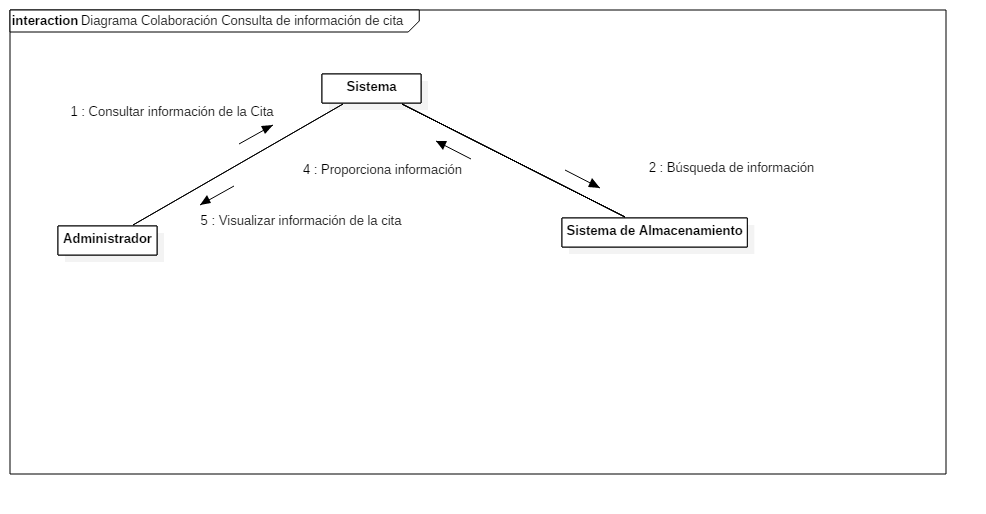 interaction Diagrama Colaboración Consulta de información de cita
Sistema
1 : Consultar información de la Cita
4 : Proporciona información
2 : Búsqueda de información
5 : Visualizar información de la cita
Administrador
Sistema de Almacenamiento